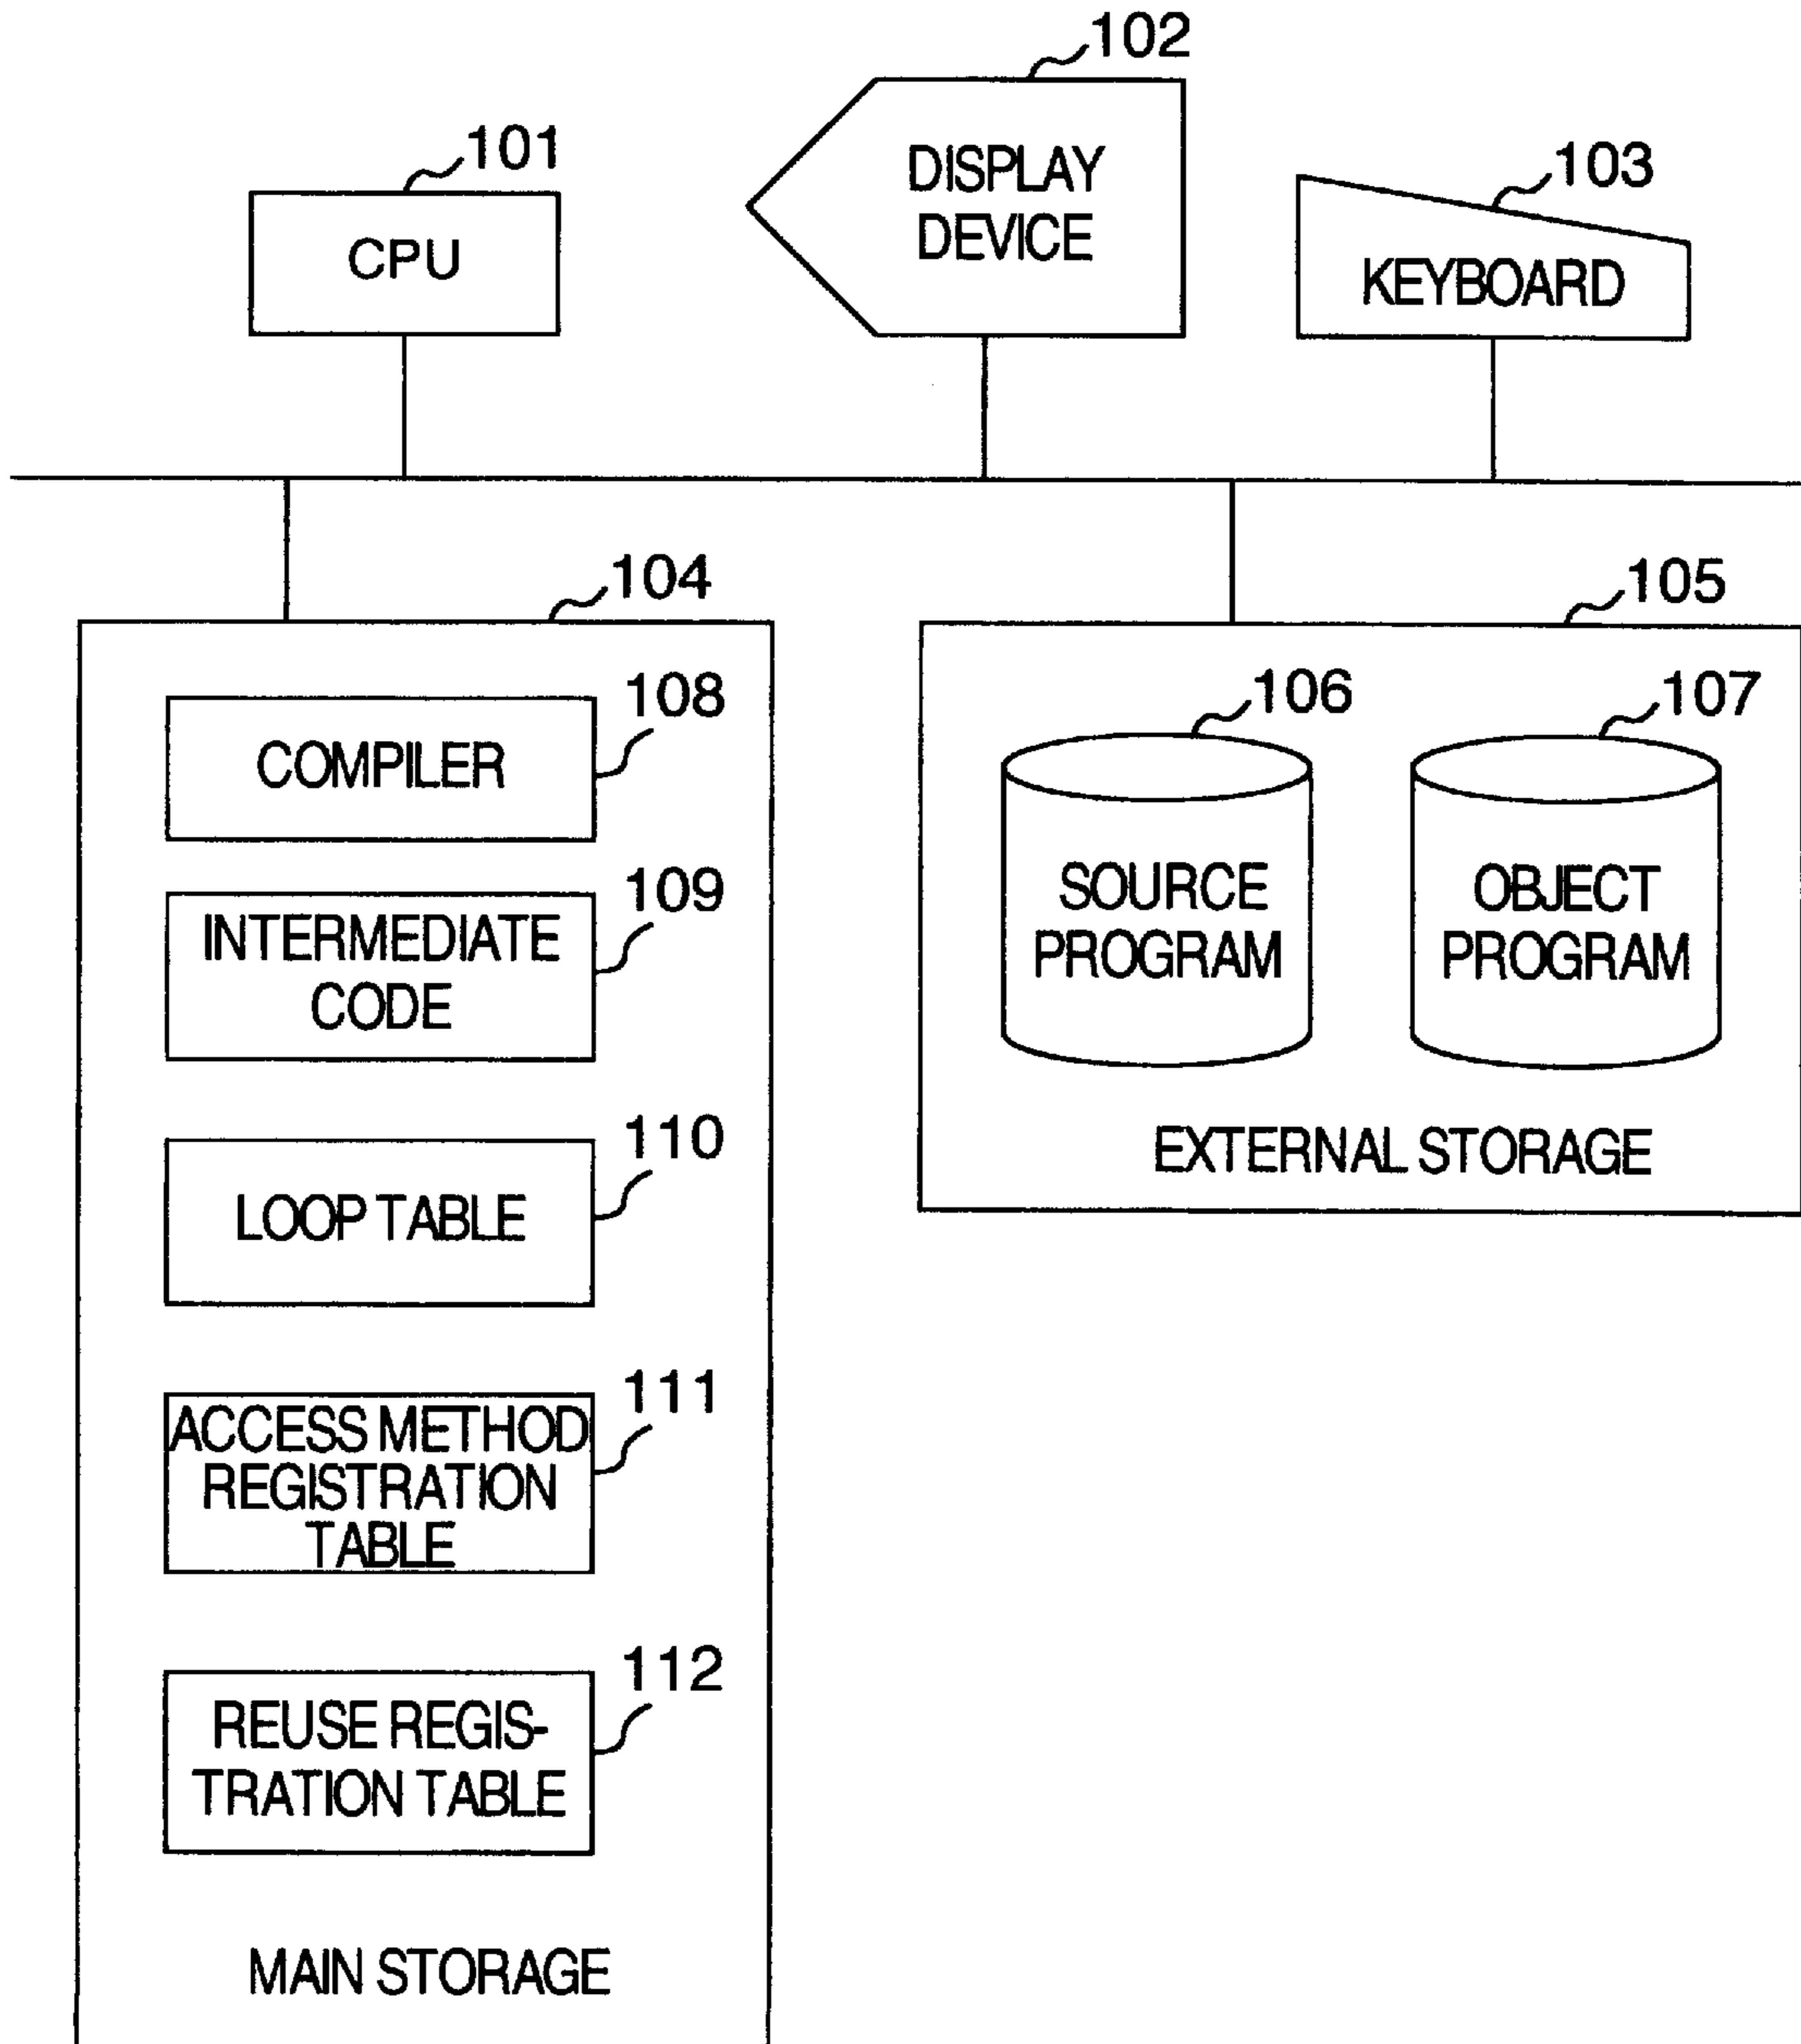 102
101
DISPLAY
DEVICE
103
CPU
KEYBOARD
104
105
108
COMPILER
106
107
109
INTERMEDIATE
CODE
SOURCE
PROGRAM
OBJECT
PROGRAM
110
LOOP TABLE
EXTERNAL STORAGE
111
ACCESS METHOD
REGISTRATION
TABLE
112
REUSE REGIS-
TRATION TABLE
MAIN STORAGE